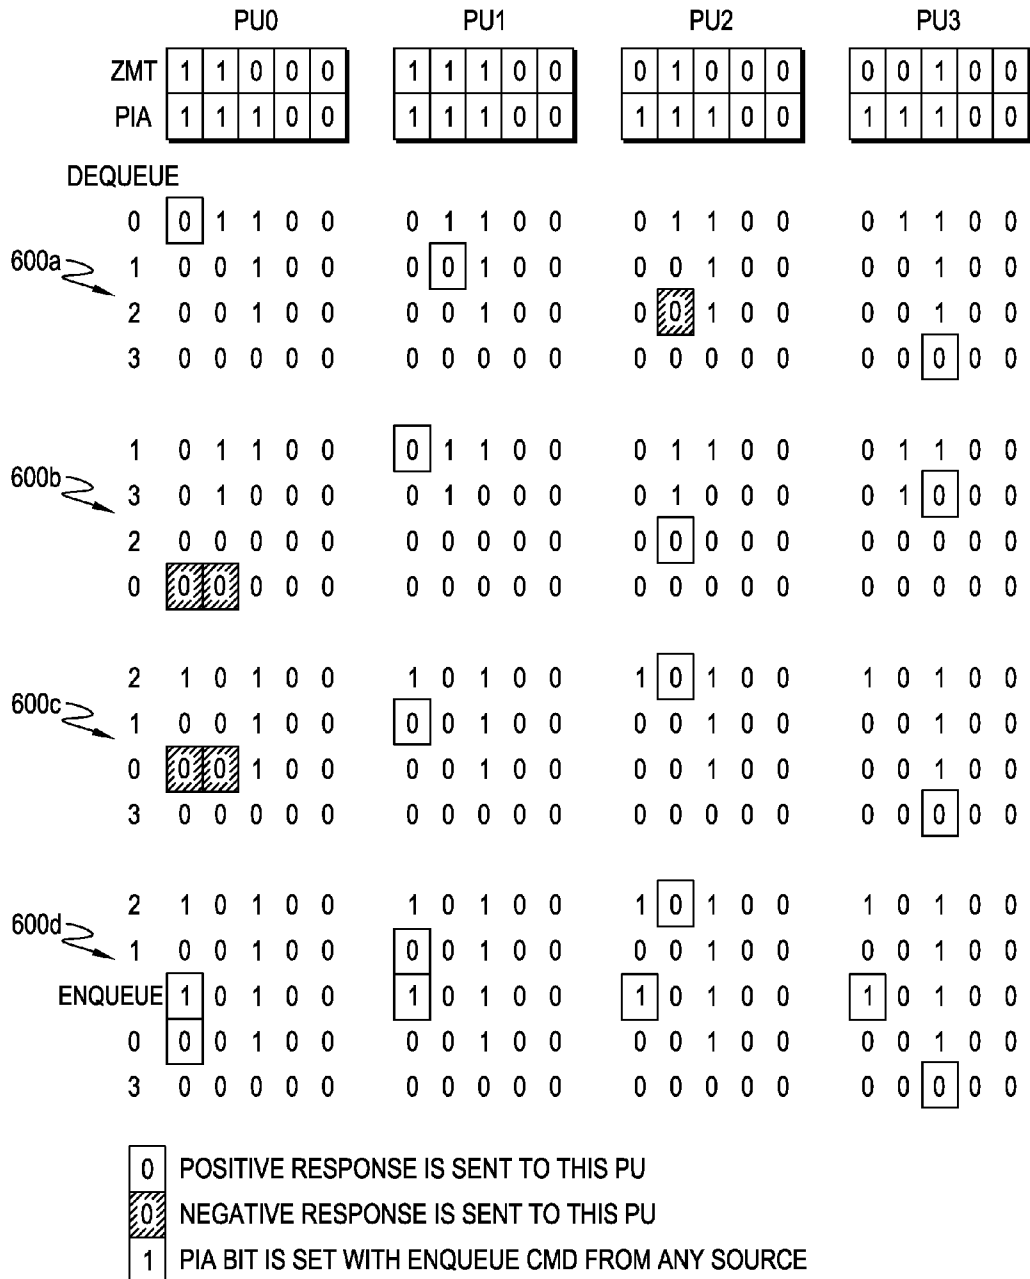 PU0 PU1 PU2 PU3
ZMT 1 1 0 0 0 1 1 1 0 0 0 1 0 0 0 0 0 1 0 0
PIA 1 1 1 0 0 1 1 1 0 0 1 1 1 0 0 1 1 1 0 0
DEQUEUE
0 0 1 1 0 0 0 1 1 0 0 0 1 1 0 0 0 1 1 0 0
600a
1 0 0 1 0 0 0 0 1 0 0 0 0 1 0 0 0 0 1 0 0
2 0 0 1 0 0 0 0 1 0 0 0 0 1 0 0 0 0 1 0 0
3 0 0 0 0 0 0 0 0 0 0 0 0 0 0 0 0 0 0 0 0
1 0 1 1 0 0 0 1 1 0 0 0 1 1 0 0 0 1 1 0 0
600b
3 0 1 0 0 0 0 1 0 0 0 0 1 0 0 0 0 1 0 0 0
2 0 0 0 0 0 0 0 0 0 0 0 0 0 0 0 0 0 0 0 0
0 0 0 0 0 0 0 0 0 0 0 0 0 0 0 0 0 0 0 0 0
2 1 0 1 0 0 1 0 1 0 0 1 0 1 0 0 1 0 1 0 0
600c
1 0 0 1 0 0 0 0 1 0 0 0 0 1 0 0 0 0 1 0 0
0 0 0 1 0 0 0 0 1 0 0 0 0 1 0 0 0 0 1 0 0
3 0 0 0 0 0 0 0 0 0 0 0 0 0 0 0 0 0 0 0 0
2 1 0 1 0 0 1 0 1 0 0 1 0 1 0 0 1 0 1 0 0
600d
1 0 0 1 0 0 0 0 1 0 0 0 0 1 0 0 0 0 1 0 0
ENQUEUE 1 0 1 0 0 1 0 1 0 0 1 0 1 0 0 1 0 1 0 0
0 0 0 1 0 0 0 0 1 0 0 0 0 1 0 0 0 0 1 0 0
3 0 0 0 0 0 0 0 0 0 0 0 0 0 0 0 0 0 0 0 0
0 POSITIVE RESPONSE IS SENT TO THIS PU
0 NEGATIVE RESPONSE IS SENT TO THIS PU
1 PIA BIT IS SET WITH ENQUEUE CMD FROM ANY SOURCE